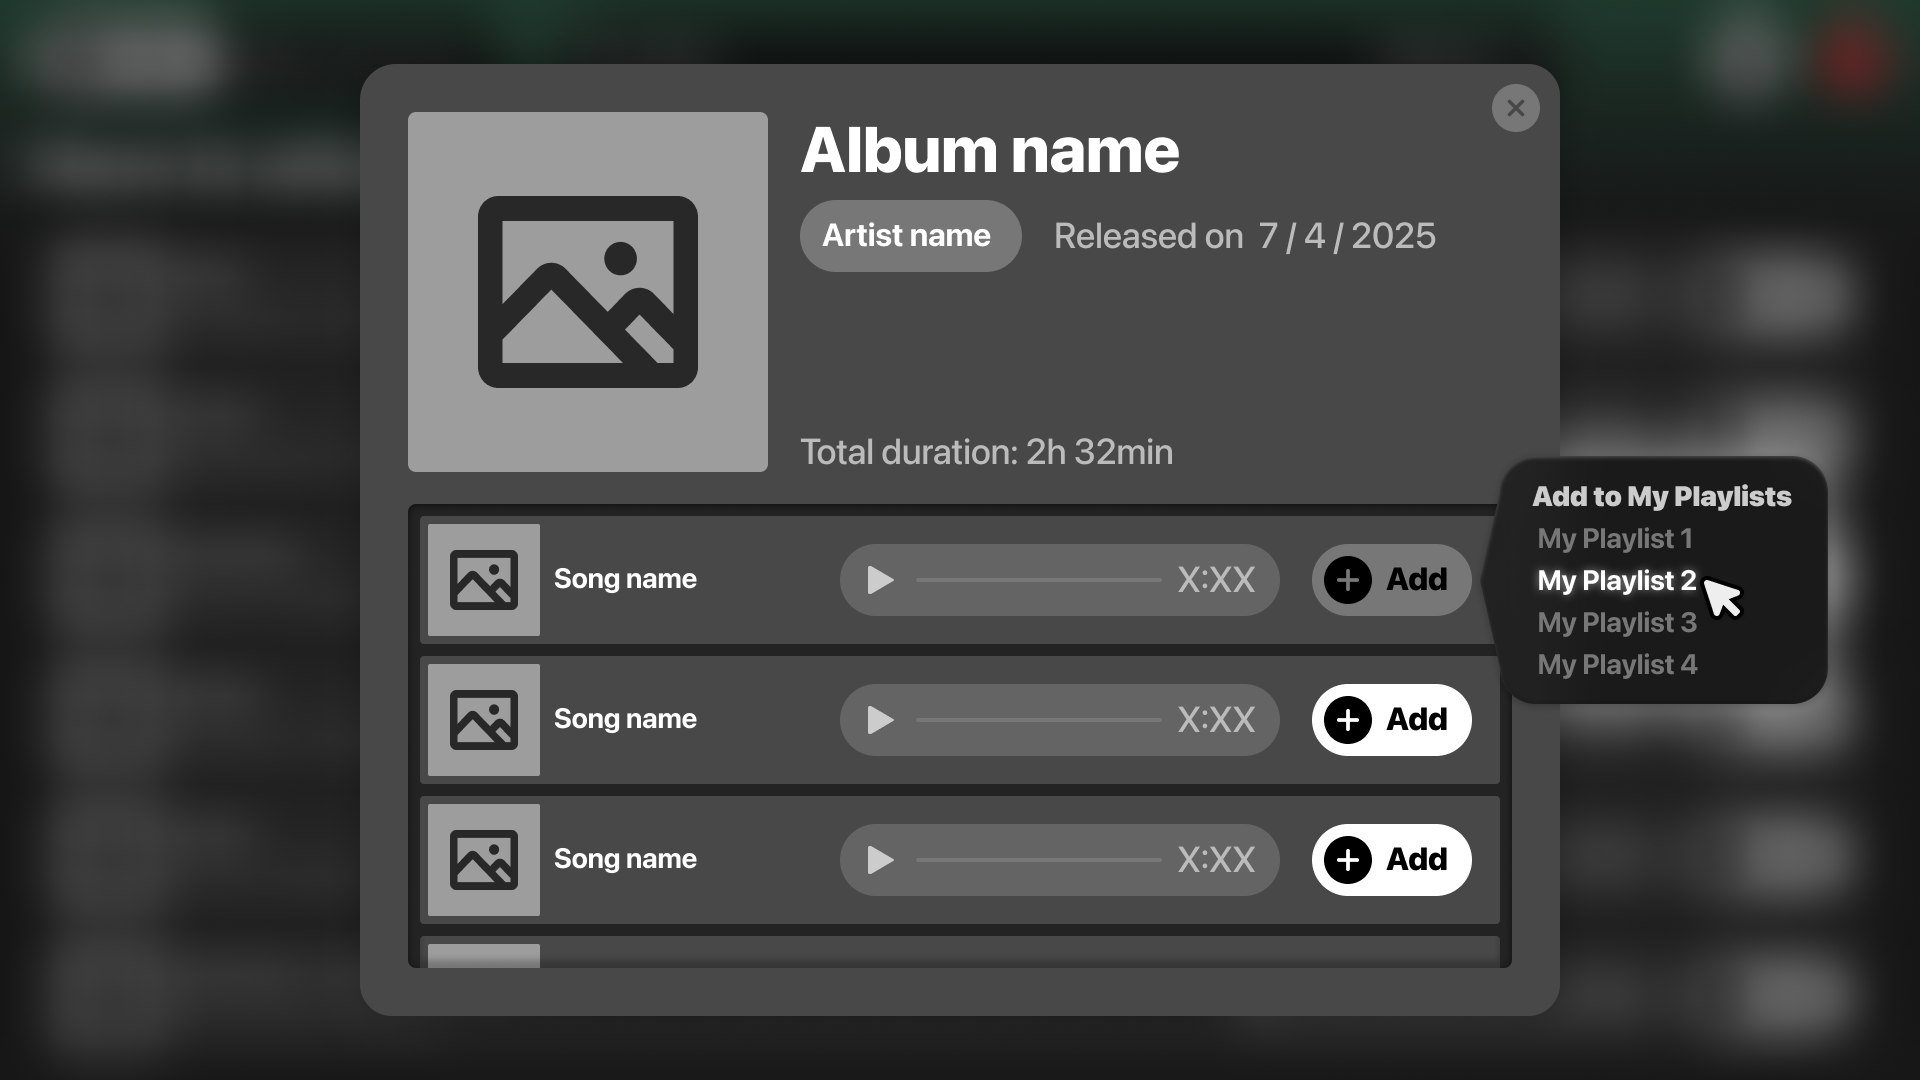 Album name
Artist name
Released on 7 / 4 / 2025
Total duration: 2h 32min
Add to My Playlists
My Playlist 1
My Playlist 2
My Playlist 3
My Playlist 4
Song name
X:XX
Add
Song name
X:XX
Add
Song name
X:XX
Add